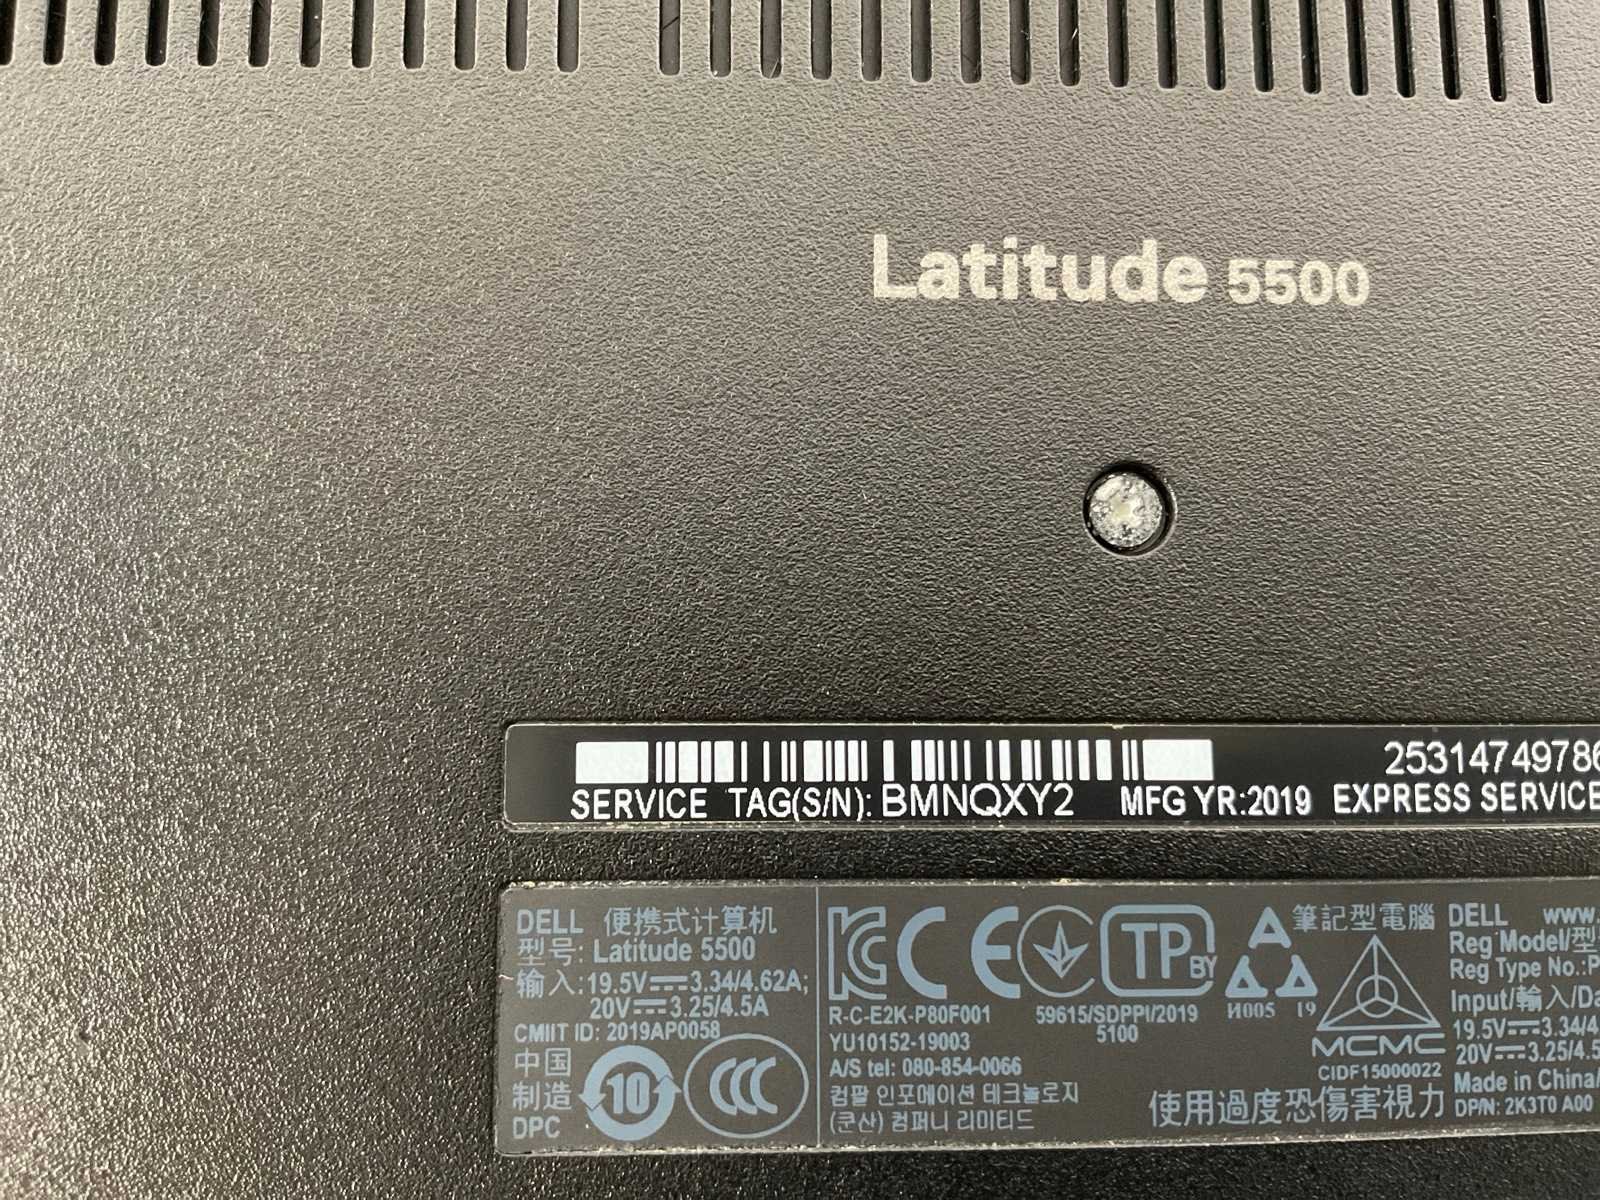 Latitude 5500
25314749786
SERVICE TAG(S/N): BMNQXY2 MFG YR:2019 EXPRESS SERVICE
DELL 便携式计算机
型号: Latitude 5500
输入: 19.5V⎓3.34/4.62A;
20V⎓3.25/4.5A
CMIIT ID: 2019AP0058
中国
制造
DPC
10
CCC
KC CE TP BY
R-C-E2K-P80F001
YU10152-19003
A/S tel: 080-854-0066
컴팔 인포메이션 테크놀로지
(쿤산) 컴퍼니 리미티드
59615/SDPPI/2019
5100
И005 19
筆記型電腦
MCMC
CIDF15000022
使用過度恐傷害視力
DELL www.
Reg Model/型
Reg Type No.:P
Input/輸入/Da
19.5V⎓3.34/4
20V⎓3.25/4.5
Made in China/
DP/N: 2K3T0 A00